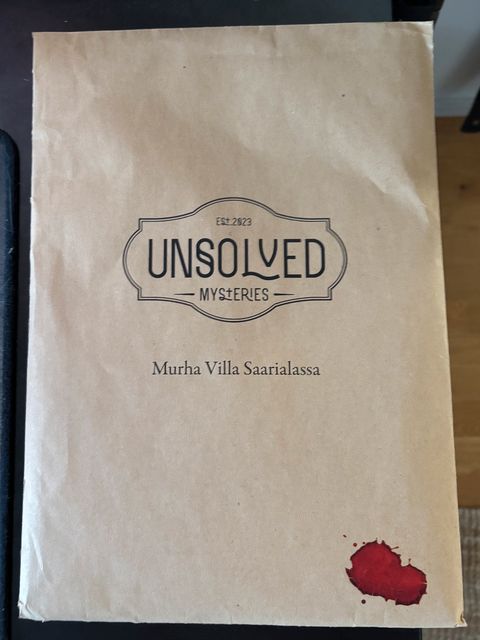 Est. 2023
UNSOLVED
MYSTERIES
Murha Villa Saarialassa